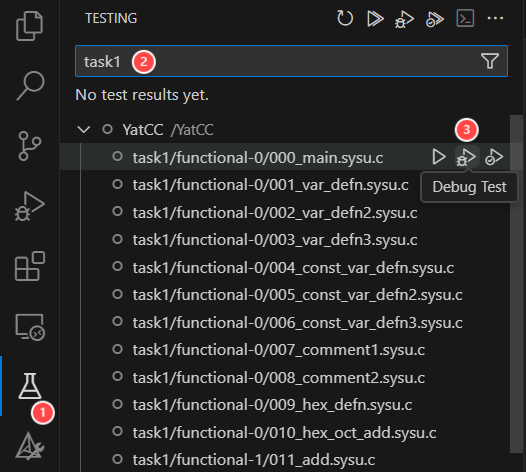 TESTING
task1 2
No test results yet.
YatCC /YatCC
3
task1/functional-0/000_main.sysu.c
Debug Test
task1/functional-0/001_var_defn.sysu.c
task1/functional-0/002_var_defn2.sysu.c
task1/functional-0/003_var_defn3.sysu.c
task1/functional-0/004_const_var_defn.sysu.c
task1/functional-0/005_const_var_defn2.sysu.c
task1/functional-0/006_const_var_defn3.sysu.c
task1/functional-0/007_comment1.sysu.c
task1/functional-0/008_comment2.sysu.c
1
task1/functional-0/009_hex_defn.sysu.c
task1/functional-0/010_hex_oct_add.sysu.c
task1/functional-1/011_add.sysu.c